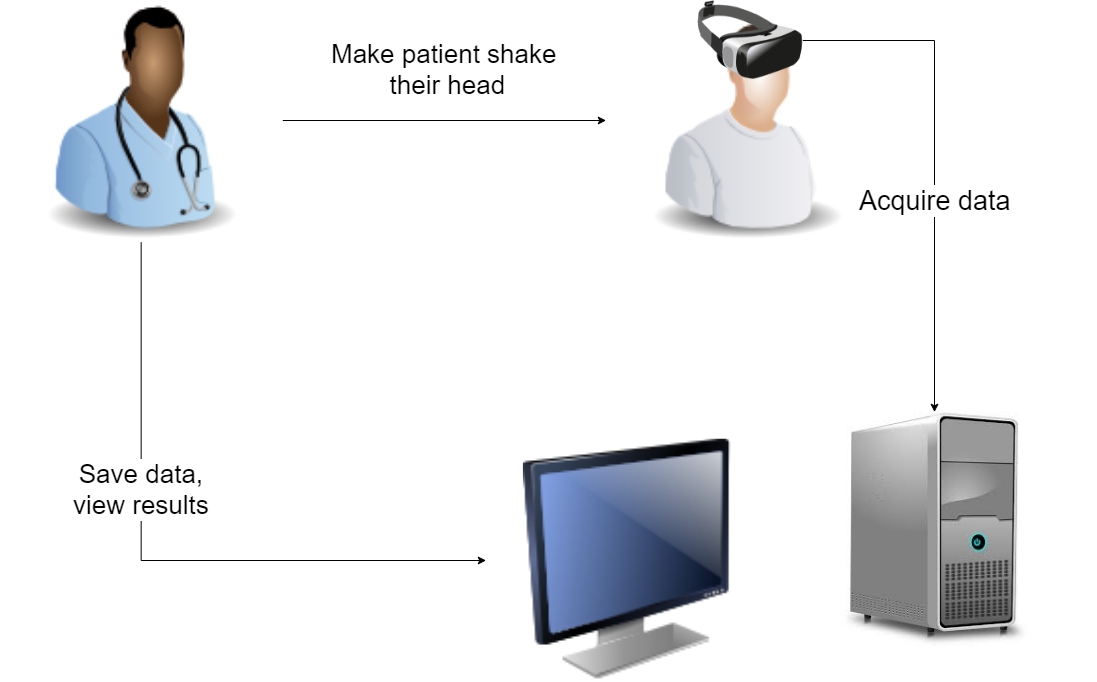 Make patient shake
their head
Acquire data
Save data,
view results